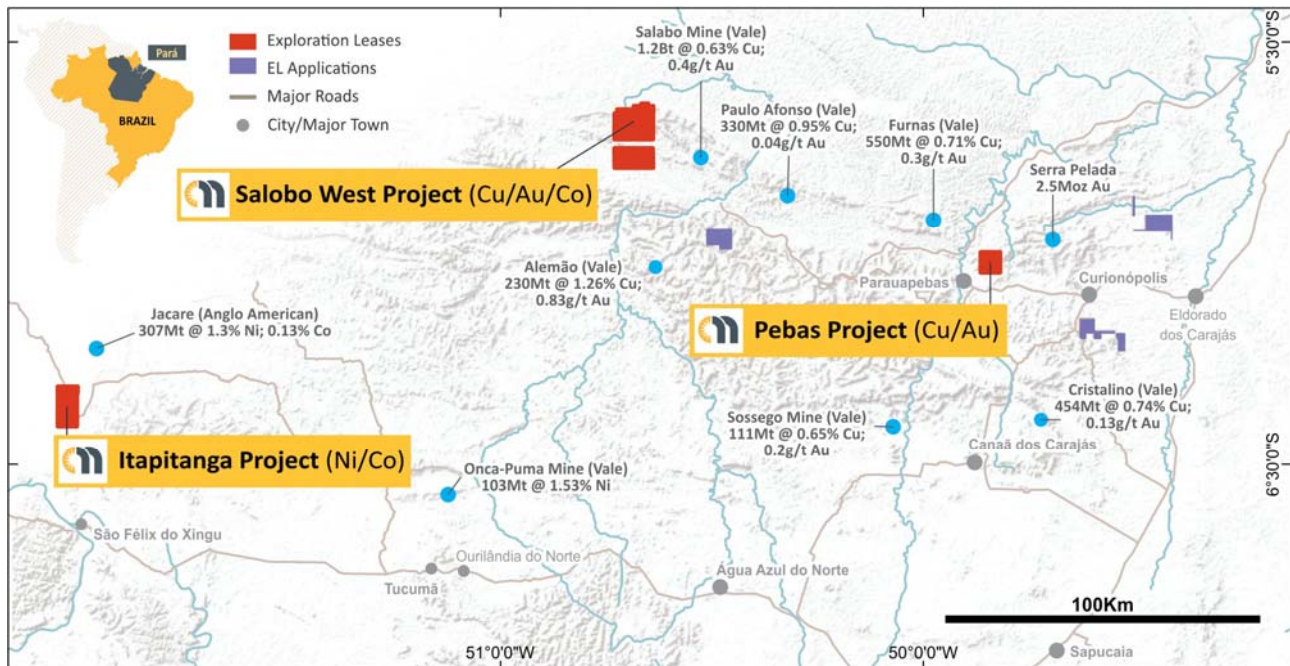 Pará
BRAZIL
Exploration Leases
EL Applications
Major Roads
City/Major Town
Salabo Mine (Vale)
1.2Bt @ 0.63% Cu;
0.4g/t Au
Paulo Afonso (Vale)
330Mt @ 0.95% Cu;
0.04g/t Au
Furnas (Vale)
550Mt @ 0.71% Cu;
0.3g/t Au
Serra Pelada
2.5Moz Au
5°30'0"S
Salobo West Project (Cu/Au/Co)
Alemão (Vale)
230Mt @ 1.26% Cu;
0.83g/t Au
Parauapebas
Curionópolis
Eldorado
dos Carajás
Jacare (Anglo American)
307Mt @ 1.3% Ni; 0.13% Co
Pebas Project (Cu/Au)
Cristalino (Vale)
454Mt @ 0.74% Cu;
0.13g/t Au
Sossego Mine (Vale)
111Mt @ 0.65% Cu;
0.2g/t Au
Canaã dos Carajás
Itapitanga Project (Ni/Co)
Onca-Puma Mine (Vale)
103Mt @ 1.53% Ni
6°30'0"S
São Félix do Xingu
Ourilândia do Norte
Tucumã
Água Azul do Norte
100Km
51°0'0"W
50°0'0"W
Sapucaia